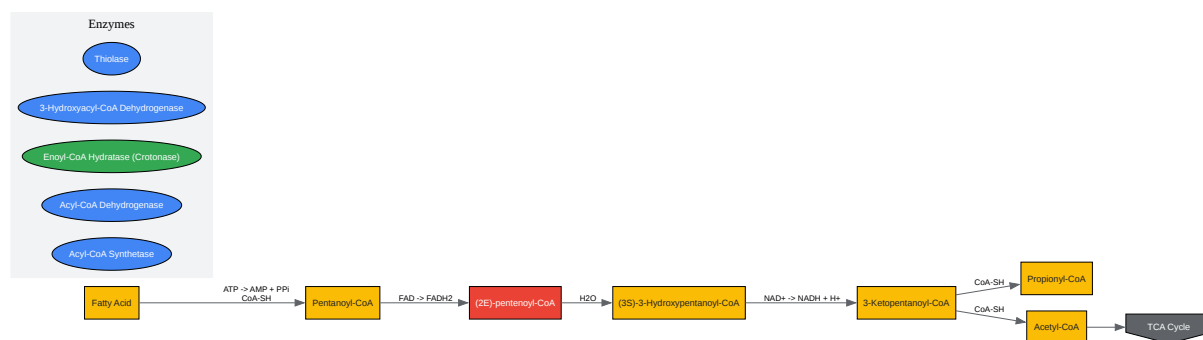 Enzymes
Thiolase
3-Hydroxyacyl-CoA Dehydrogenase
Enoyl-CoA Hydratase (Crotonase)
Acyl-CoA Dehydrogenase
Acyl-CoA Synthetase
Fatty Acid
ATP -> AMP + PPi
CoA-SH
Pentanoyl-CoA
FAD -> FADH2
(2E)-pentenoyl-CoA
H2O
(3S)-3-Hydroxypentanoyl-CoA
NAD+ -> NADH + H+
3-Ketopentanoyl-CoA
CoA-SH
Propionyl-CoA
CoA-SH
Acetyl-CoA
TCA Cycle